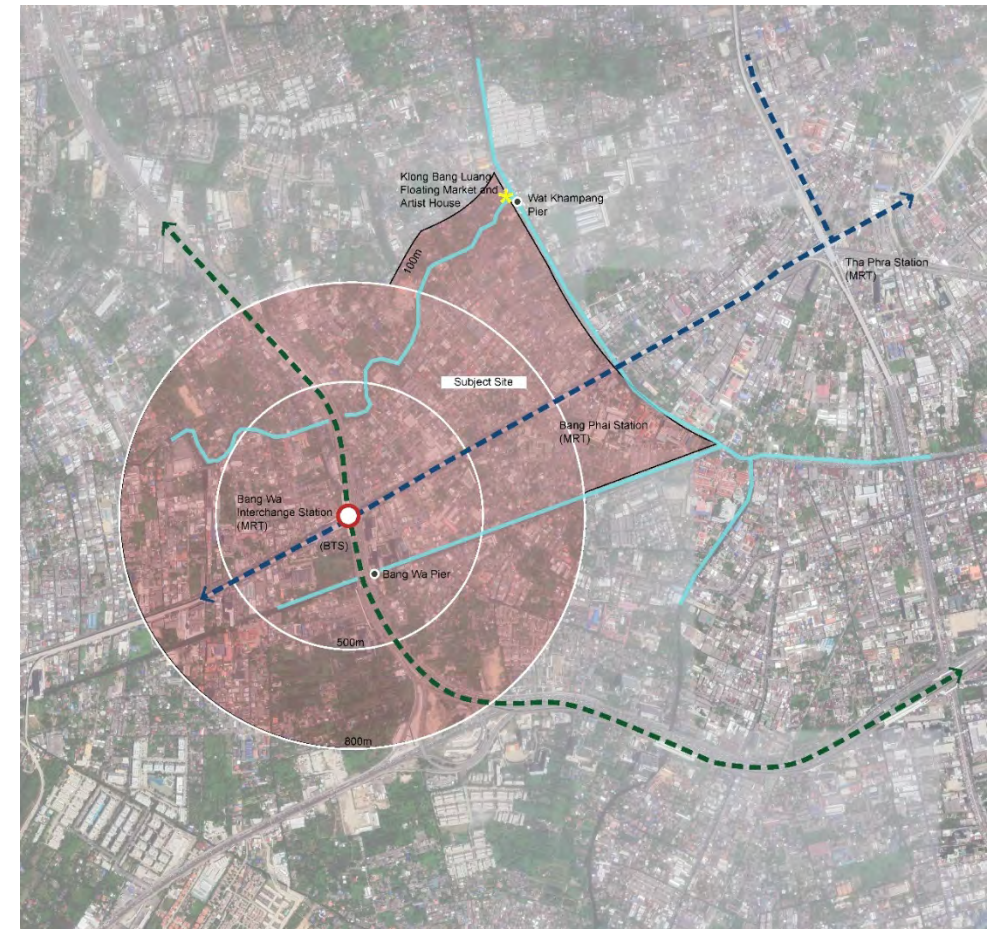 Klong Bang Luang
Floating Market and
Artist House
Wat Khampang
Pier
100m
Tha Phra Station
(MRT)
Subject Site
Bang Phai Station
(MRT)
Bang Wa
Interchange Station
(MRT)
(BTS)
Bang Wa Pier
500m
800m